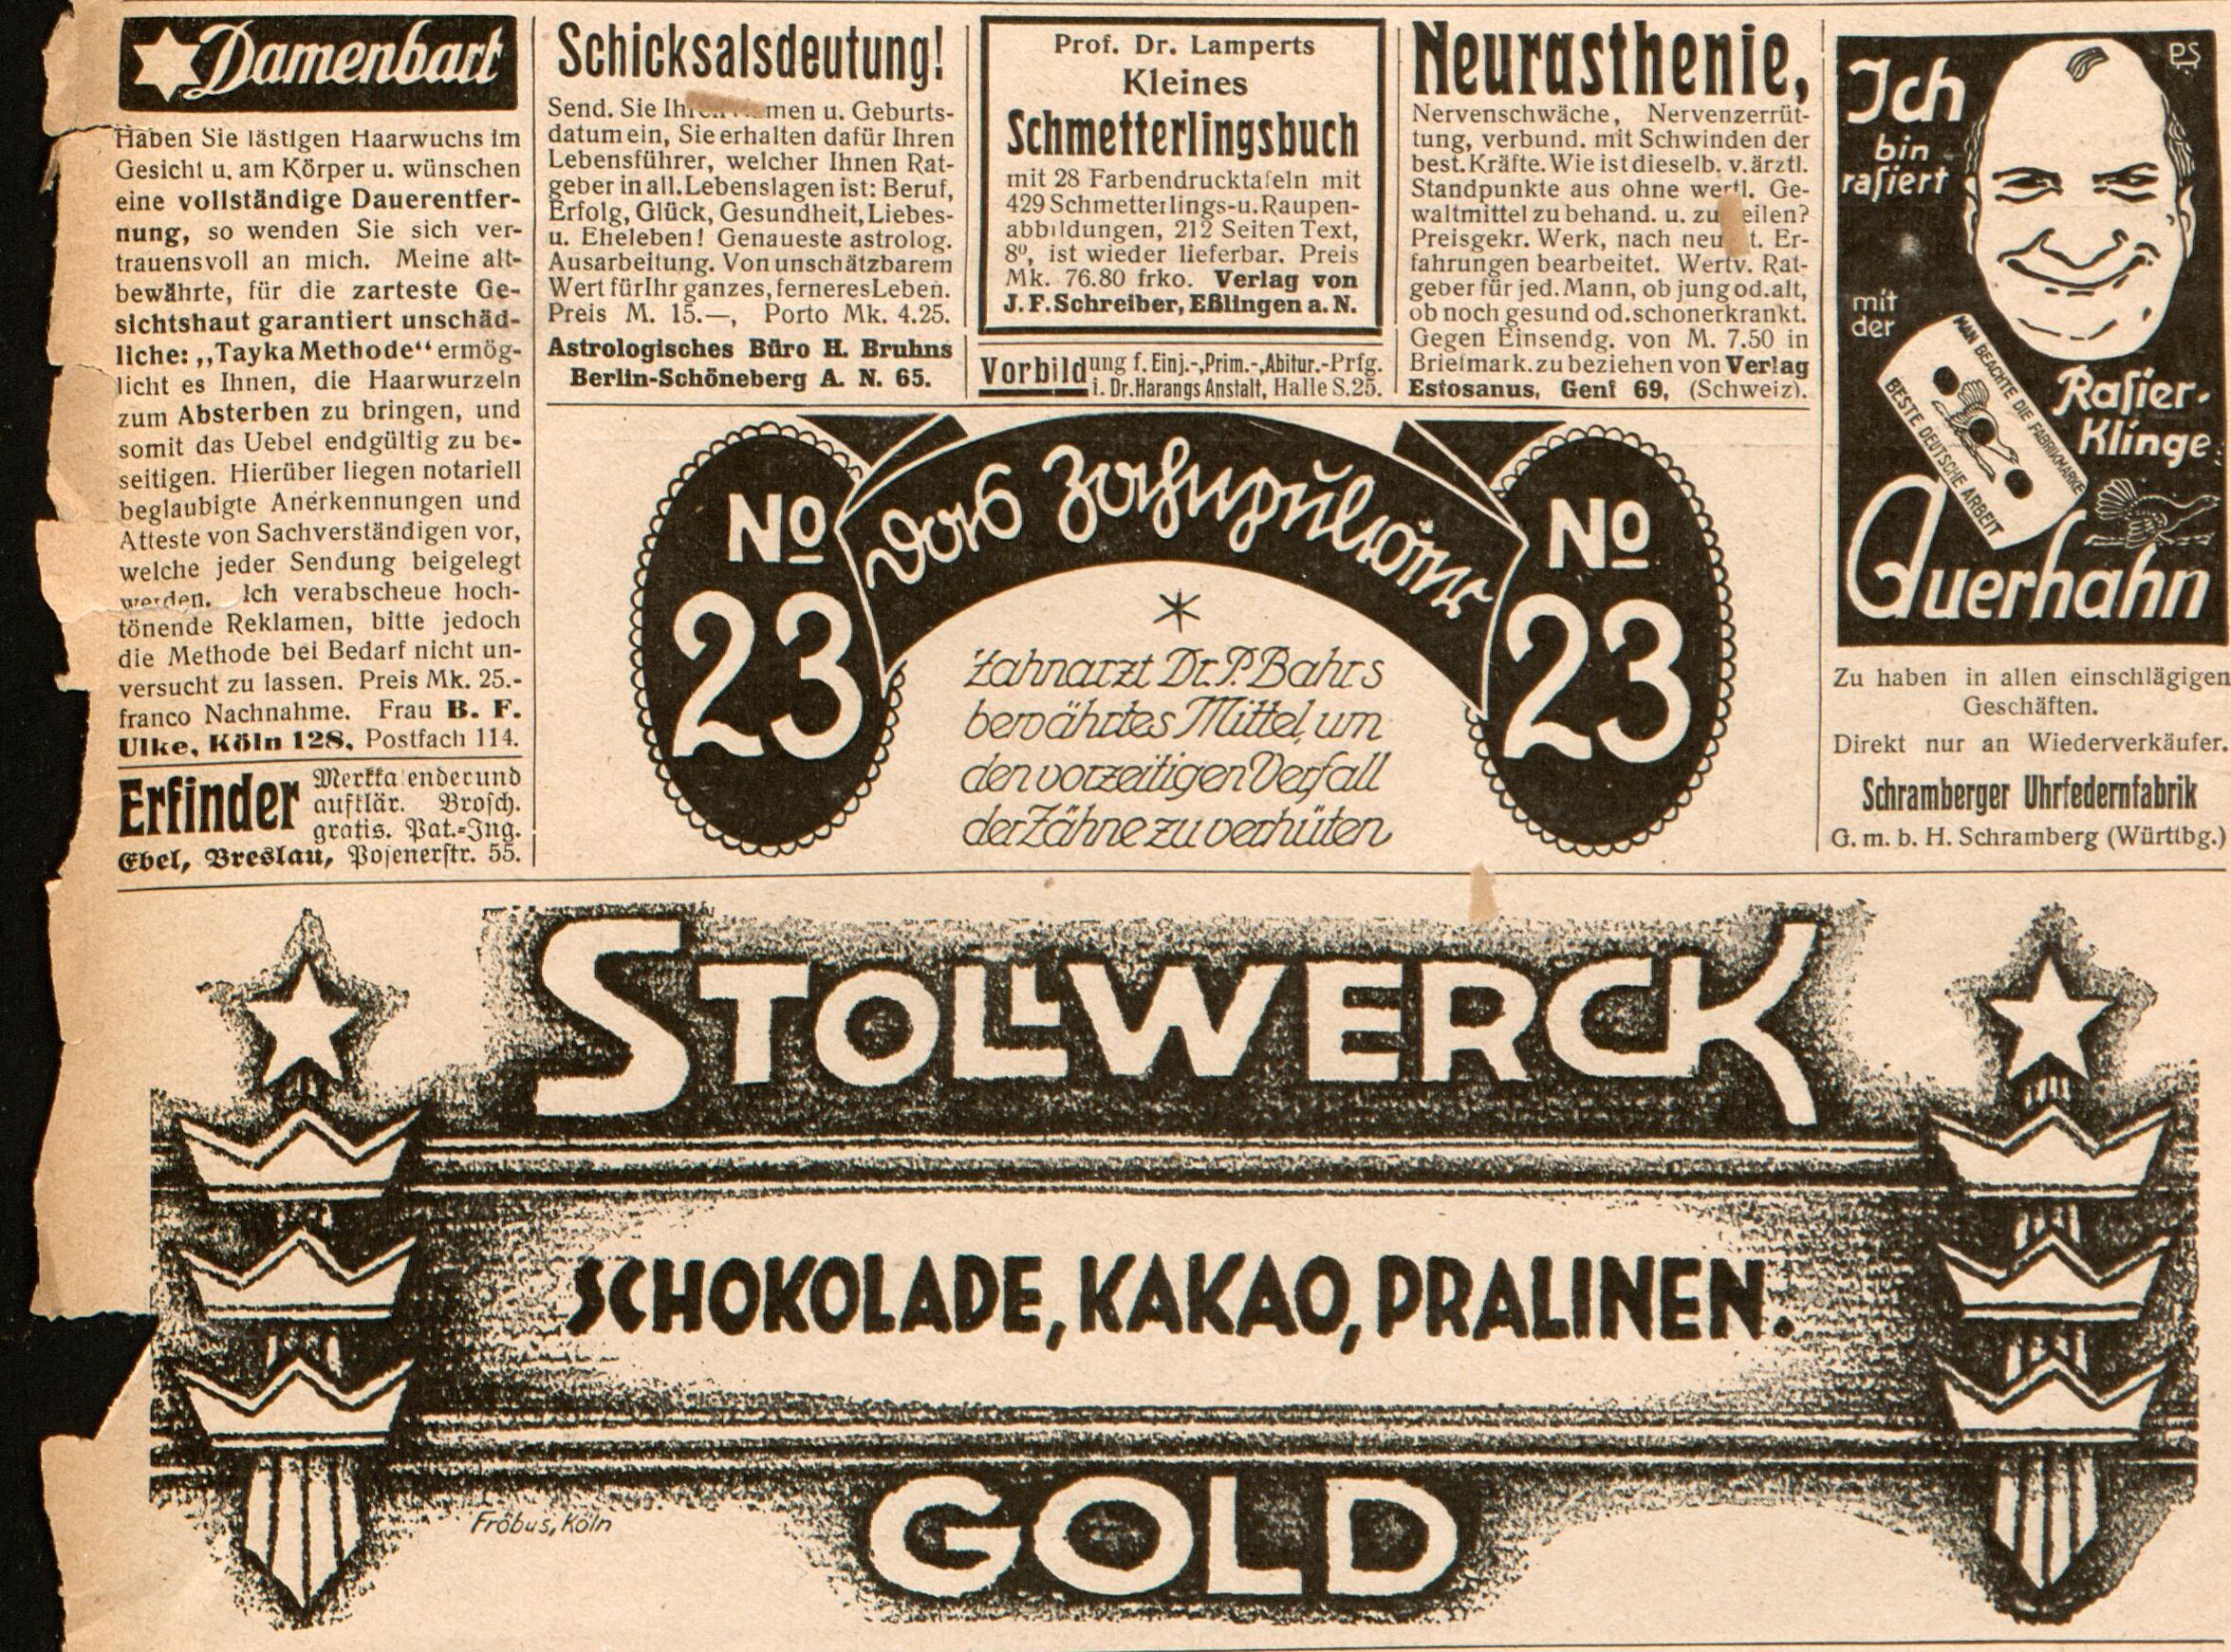 Damenbart
Haben Sie lästigen Haarwuchs im
Gesicht u. am Körper u. wünschen
eine vollständige Dauerentfer-
nung, so wenden Sie sich ver-
trauensvoll an mich. Meine alt-
bewährte, für die zarteste Ge-
sichtshaut garantiert unschäd-
liche: „Tayka Methode“ ermög-
licht es Ihnen, die Haarwurzeln
zum Absterben zu bringen, und
somit das Uebel endgültig zu be-
seitigen. Hierüber liegen notariell
beglaubigte Anerkennungen und
Atteste von Sachverständigen vor,
welche jeder Sendung beigelegt
werden. Ich verabscheue hoch-
tönende Reklamen, bitte jedoch
die Methode bei Bedarf nicht un-
versucht zu lassen. Preis Mk. 25.-
franco Nachnahme. Frau B. F.
Ulke, Köln 128, Postfach 114.
Erfinder
Merkka enderund
aufklär. Brosch.
gratis. Pat.-Ing.
Ebel, Breslau, Posenerstr. 55.
Schicksalsdeutung!
Send. Sie men u. Geburts-
datum ein, Sie erhalten dafür Ihren
Lebensführer, welcher Ihnen Rat-
geber in all. Lebenslagen ist: Beruf,
Erfolg, Glück, Gesundheit, Liebes-
u. Eheleben! Genaueste astrolog.
Ausarbeitung. Von unschätzbarem
Wert für Ihr ganzes, ferneres Leben.
Preis M. 15.—, Porto Mk. 4.25.
Astrologisches Büro H. Bruhns
Berlin-Schöneberg A. N. 65.
Prof. Dr. Lamperts
Kleines
Schmetterlingsbuch
mit 28 Farbendrucktafeln mit
429 Schmetterlings- u. Raupen-
abbildungen, 212 Seiten Text,
8º, ist wieder lieferbar. Preis
Mk. 76.80 frko. Verlag von
J. F. Schreiber, Eßlingen a. N.
Vorbildung f. Einj.-, Prim.-, Abitur.-Prfg.
i. Dr. Harangs Anstalt, Halle S. 25.
Neurasthenie,
Nervenschwäche, Nervenzerrüt-
tung, verbund. mit Schwinden der
best. Kräfte. Wie ist dieselb. v. ärztl.
Standpunkte aus ohne wertl. Ge-
waltmittel zu behand. u. zu eilen?
Preisgekr. Werk, nach neu t. Er-
fahrungen bearbeitet. Wertv. Rat-
geber für jed. Mann, ob jung od. alt,
ob noch gesund od. schon erkrankt.
Gegen Einsendg. von M. 7.50 in
Briefmark. zu beziehen von Verlag
Estosanus, Genf 69, (Schweiz).
PS
Ich
bin
rasiert
mit
der
MAN BEACHTE DIE FABRIKMARKE
BESTE DEUTSCHE ARBEIT
Rasier-
Klinge:
Auerhahn
Zu haben in allen einschlägigen
Geschäften.
Direkt nur an Wiederverkäufer.
Schramberger Uhrfedernfabrik
G. m. b. H. Schramberg (Württbg.)
No
23
Das Zahnpulver
No
23
Zahnarzt Dr. P. Bahrs
bewährtes Mittel, um
den vorzeitigen Verfall
der Zähne zu verhüten
STOLLWERCK
SCHOKOLADE, KAKAO, PRALINEN.
GOLD
Fröbus, Köln